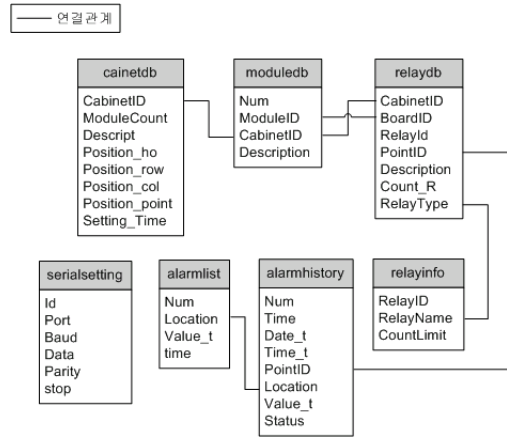 연결관계
cainetdb
CabinetID
ModuleCount
Descript
Position_ho
Position_row
Position_col
Position_point
Setting_Time
moduledb
Num
ModuleID
CabinetID
Description
relaydb
CabinetID
BoardID
RelayId
PointID
Description
Count_R
RelayType
serialsetting
Id
Port
Baud
Data
Parity
stop
alarmlist
Num
Location
Value_t
time
alarmhistory
Num
Time
Date_t
Time_t
PointID
Location
Value_t
Status
relayinfo
RelayID
RelayName
CountLimit